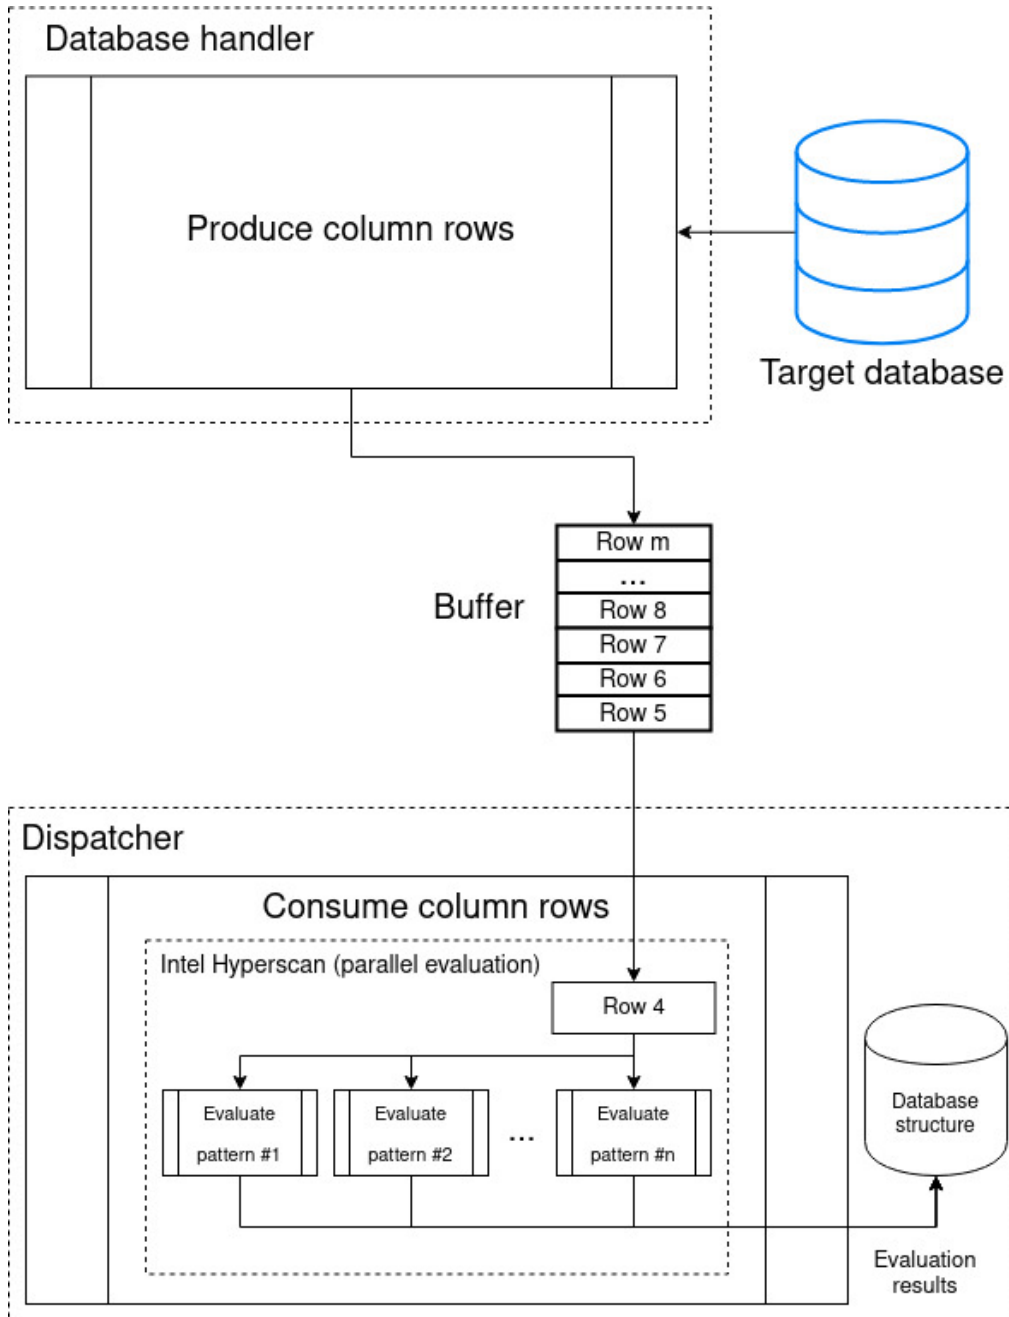 Database handler
Produce column rows
Target database
Row m
...
Buffer
Row 8
Row 7
Row 6
Row 5
Dispatcher
Consume column rows
Intel Hyperscan (parallel evaluation)
Row 4
Evaluate
pattern #1
Evaluate
pattern #2
...
Evaluate
pattern #n
Database
structure
Evaluation
results